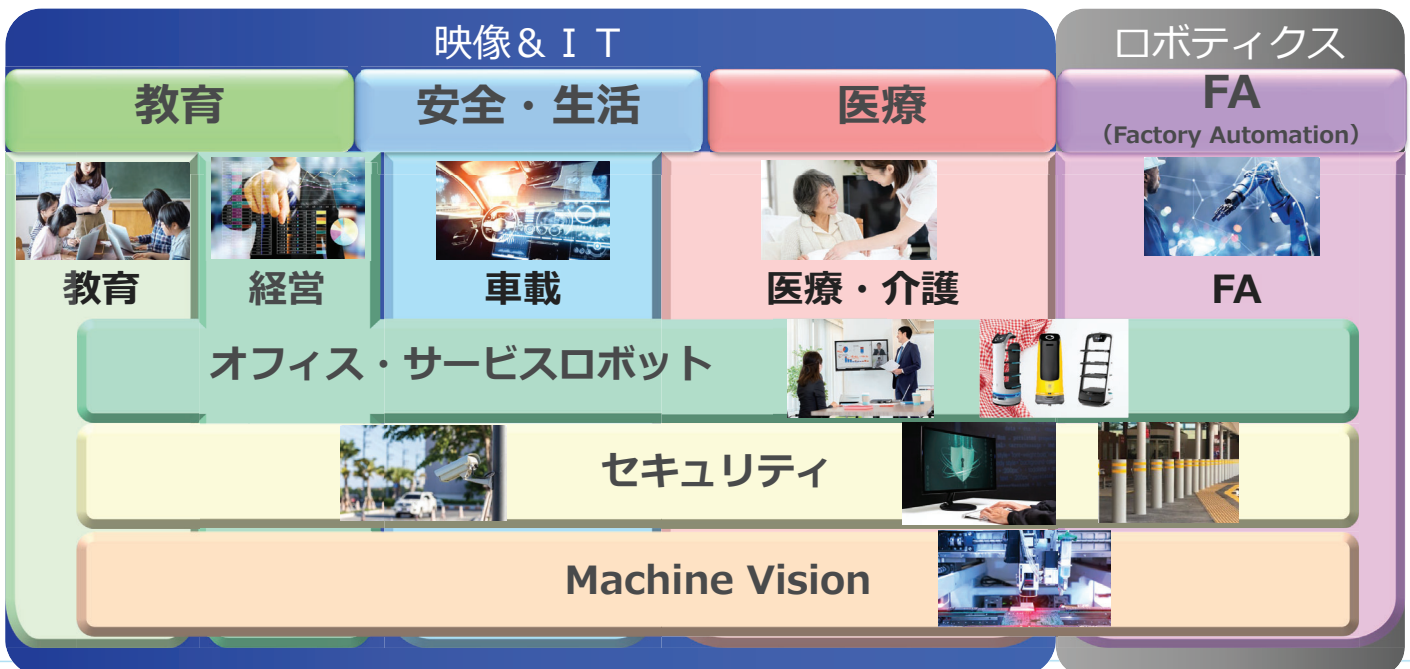 映像＆ＩＴ
ロボティクス
教育
安全・生活
医療
FA
（Factory Automation）
教育
経営
車載
医療・介護
FA
オフィス・サービスロボット
セキュリティ
Machine Vision